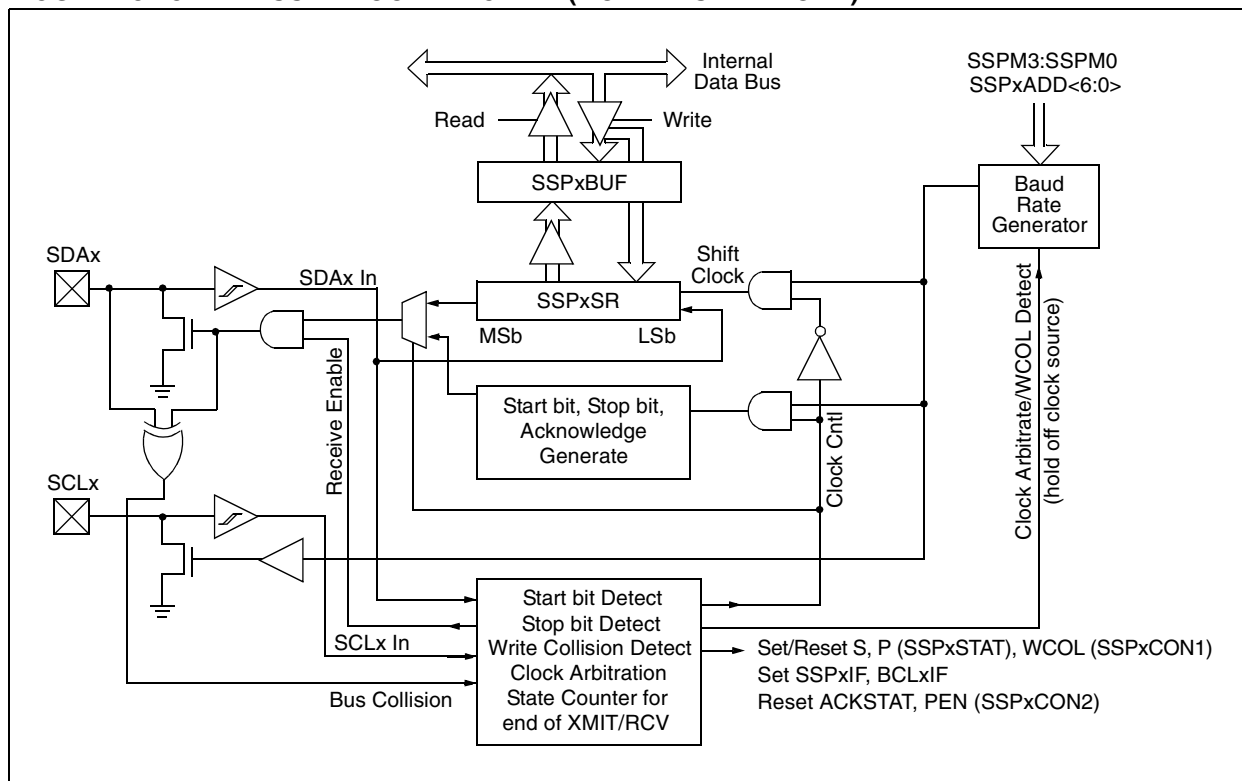 Internal
Data Bus
SSPM3:SSPM0
SSPxADD<6:0>
Read
Write
SSPxBUF
Baud
Rate
Generator
SDAx
SDAx In
Shift
Clock
SSPxSR
MSb
LSb
Start bit, Stop bit,
Acknowledge
Generate
Receive Enable
Clock Cntl
Clock Arbitrate/WCOL Detect
(hold off clock source)
SCLx
SCLx In
Bus Collision
Start bit Detect
Stop bit Detect
Write Collision Detect
Clock Arbitration
State Counter for
end of XMIT/RCV
Set/Reset S, P (SSPxSTAT), WCOL (SSPxCON1)
Set SSPxIF, BCLxIF
Reset ACKSTAT, PEN (SSPxCON2)